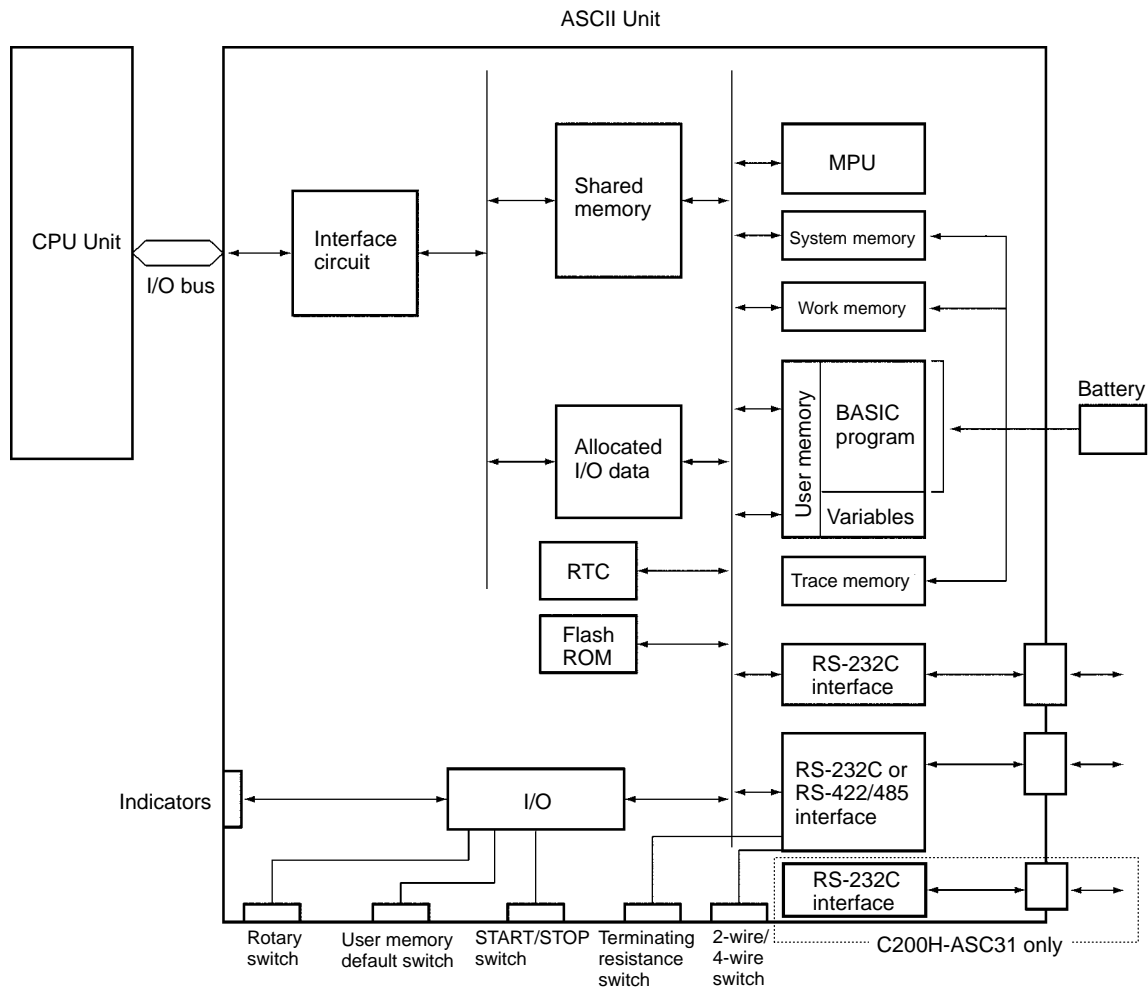 ASCII Unit
CPU Unit
I/O bus
Interface
circuit
Shared
memory
MPU
System memory
Work memory
User memory
BASIC
program
Variables
Battery
Allocated
I/O data
RTC
Flash
ROM
Trace memory
RS-232C
interface
Indicators
I/O
RS-232C or
RS-422/485
interface
RS-232C
interface
Rotary
switch
User memory
default switch
START/STOP
switch
Terminating
resistance
switch
2-wire/
4-wire
switch
C200H-ASC31 only